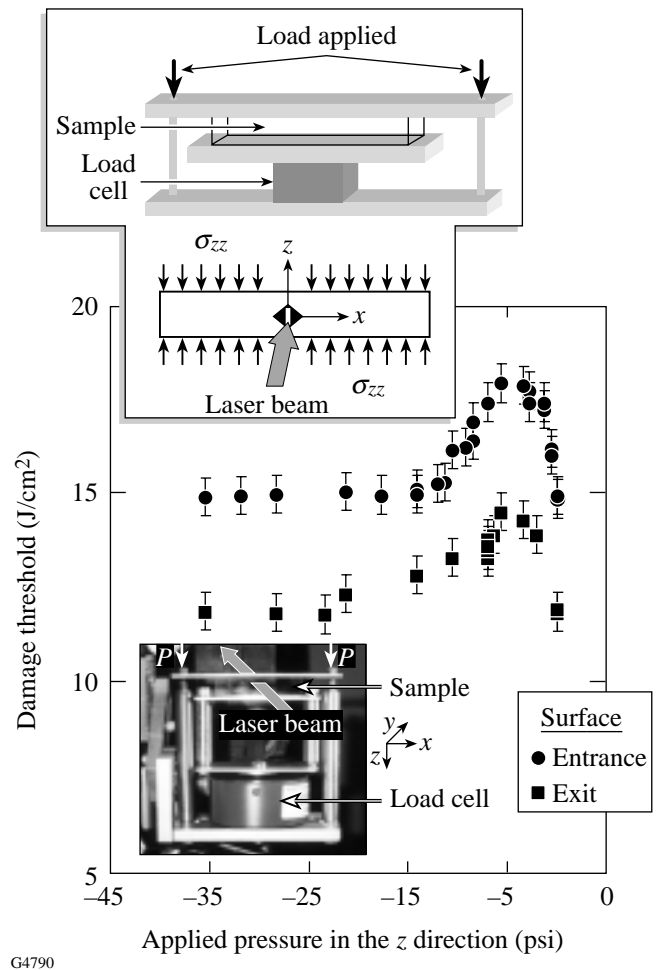 Load applied
Sample
Load
cell
σzz
z
x
Laser beam
σzz
20
15
10
5
Damage threshold (J/cm²)
P
P
Sample
Laser beam
y
x
z
Load cell
Surface
Entrance
Exit
–45
–35
–25
–15
–5
0
Applied pressure in the z direction (psi)
G4790